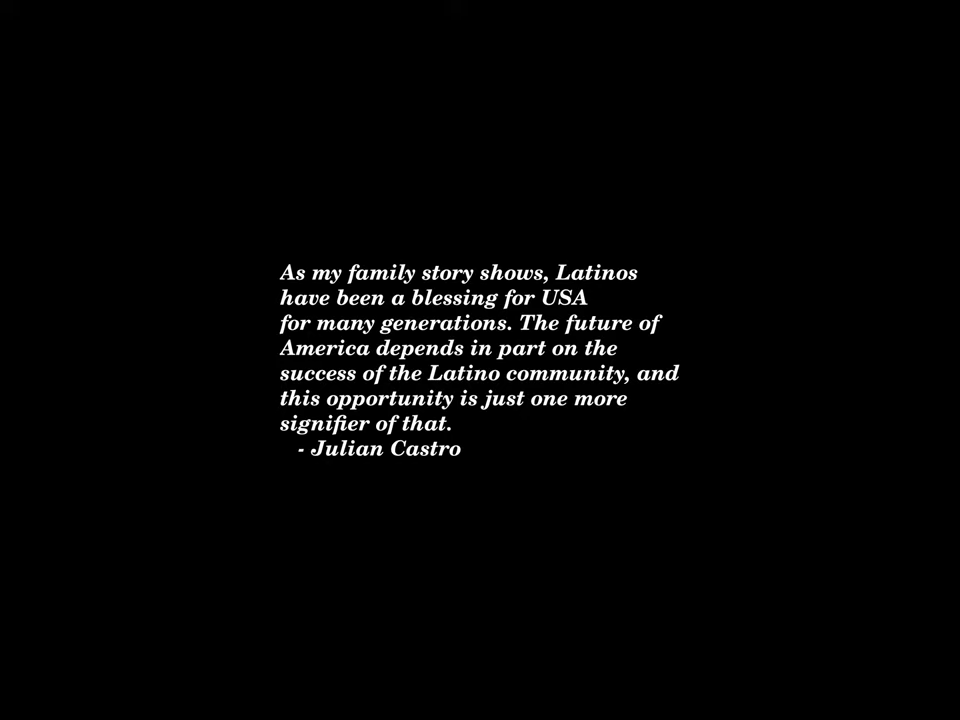 As my family story shows, Latinos
have been a blessing for USA
for many generations. The future of
America depends in part on the
success of the Latino community, and
this opportunity is just one more
signifier of that.
- Julian Castro